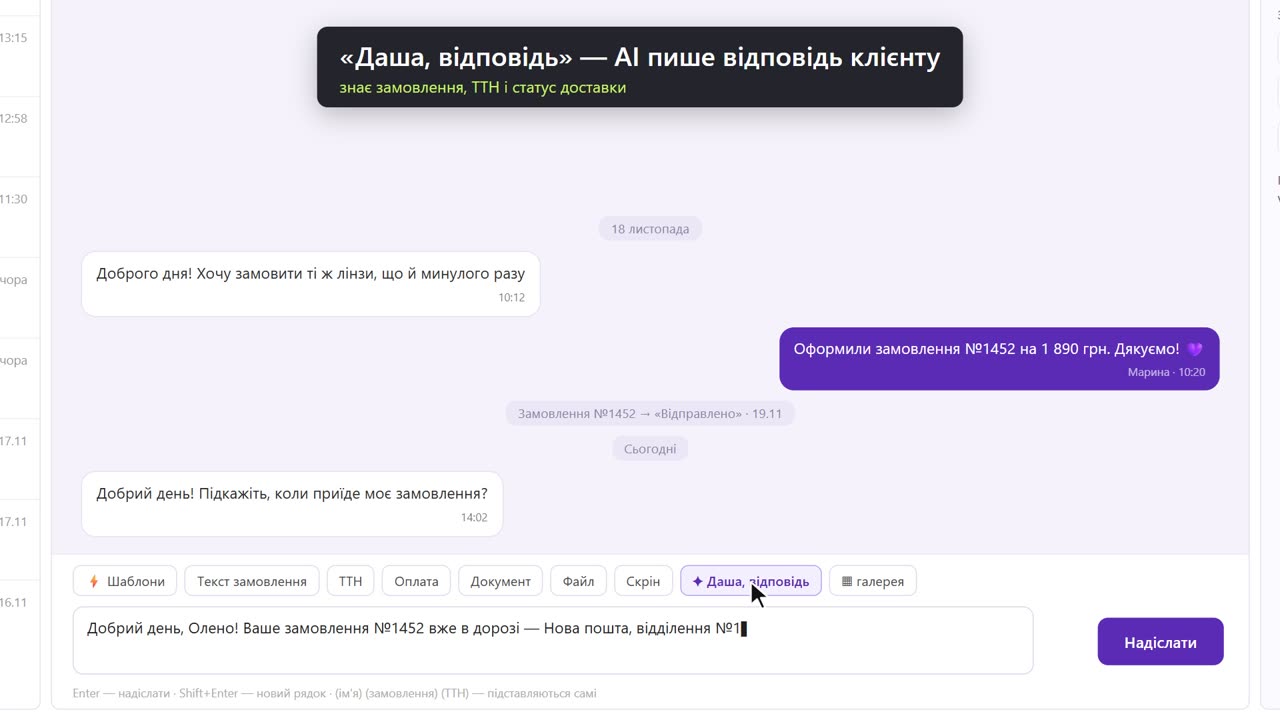 «Даша, відповідь» — AI пише відповідь клієнту
знає замовлення, ТТН і статус доставки
13:15
12:58
11:30
чора
чора
17.11
17.11
16.11
18 листопада
Доброго дня! Хочу замовити ті ж лінзи, що й минулого разу
10:12
Оформили замовлення №1452 на 1 890 грн. Дякуємо! 💜
Марина · 10:20
Замовлення №1452 → «Відправлено» · 19.11
Сьогодні
Добрий день! Підкажіть, коли приїде моє замовлення?
14:02
⚡ Шаблони Текст замовлення ТТН Оплата Документ Файл Скрін ✦ Даша, відповідь ▦ галерея
Добрий день, Олено! Ваше замовлення №1452 вже в дорозі — Нова пошта, відділення №1
Надіслати
Enter — надіслати · Shift+Enter — новий рядок · (ім'я) (замовлення) (ТТН) — підставляються самі